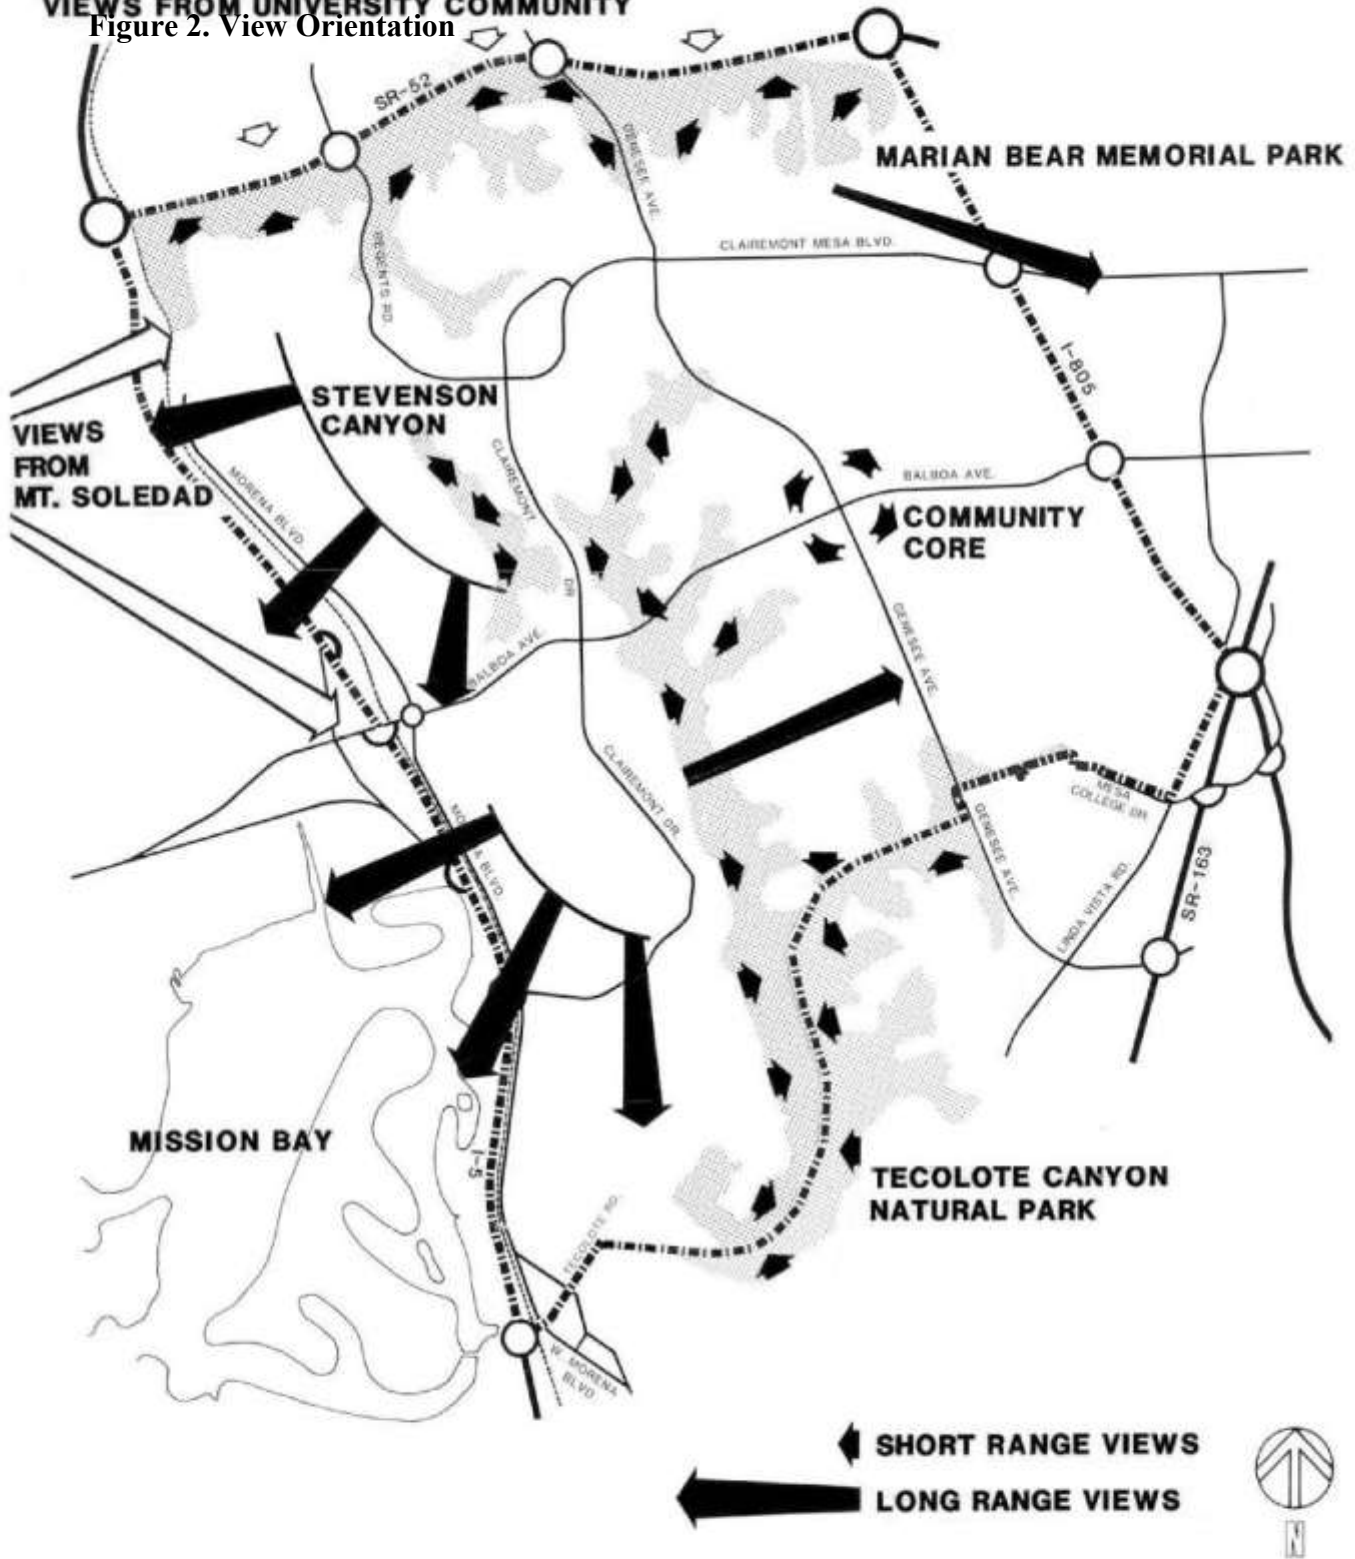 VIEWS FROM UNIVERSITY COMMUNITY
Figure 2. View Orientation
SR-52
GENESEE AVE.
MARIAN BEAR MEMORIAL PARK
CLAIREMONT MESA BLVD.
REGENTS RD.
I-805
STEVENSON
CANYON
VIEWS
FROM
MT. SOLEDAD
MORENA BLVD.
CLAIREMONT
DR
BALBOA AVE.
COMMUNITY
CORE
GENESEE AVE.
BALBOA AVE.
CLAIREMONT DR.
MESA
COLLEGE DR.
GENESEE AVE.
BLVD.
LINDA VISTA RD.
SR-163
MISSION BAY
I-5
TECOLOTE CANYON
NATURAL PARK
TECOLOTE RD.
W. MORENA
BLVD
SHORT RANGE VIEWS
LONG RANGE VIEWS
N